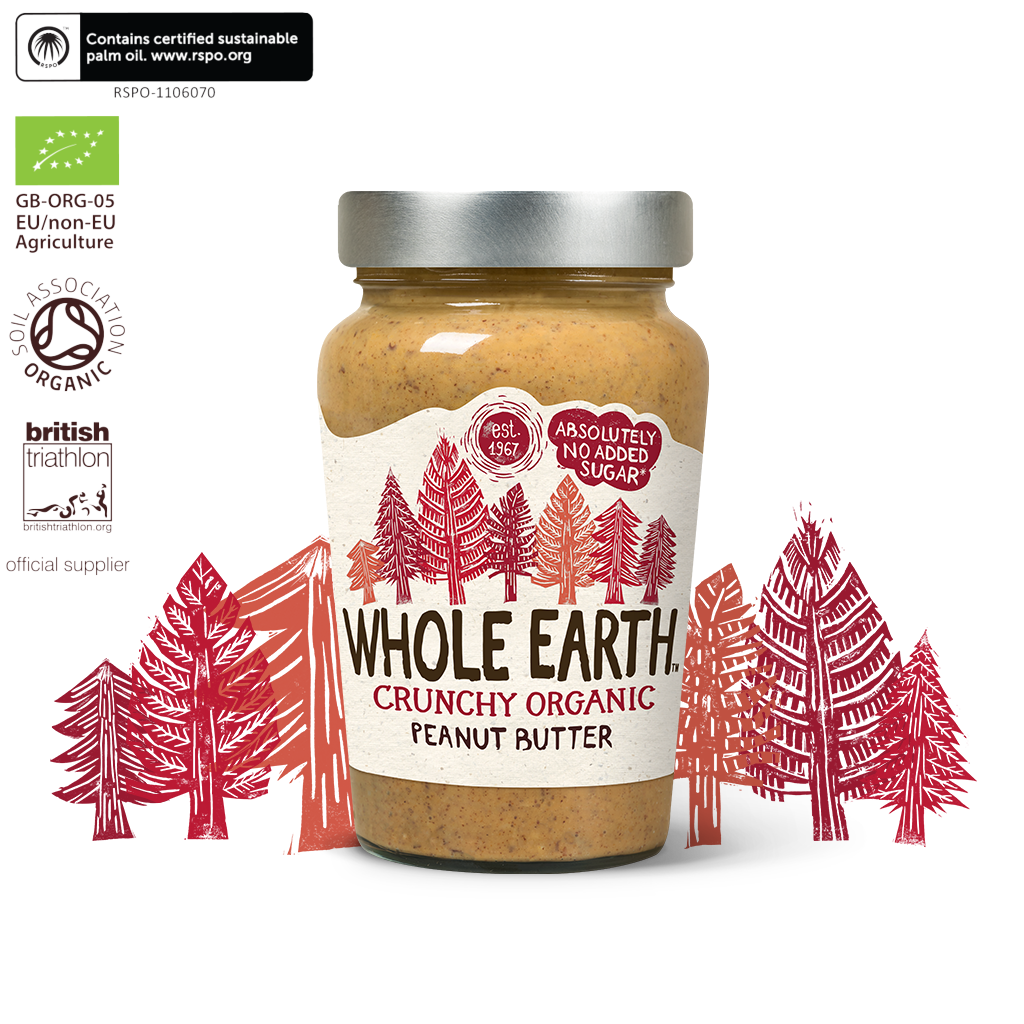 Contains certified sustainable
palm oil. www.rspo.org
RSPO
RSPO-1106070
GB-ORG-05
EU/non-EU
Agriculture
SOIL ASSOCIATION
ORGANIC
british
triathlon
britishtriathlon.org
official supplier
est.
1967
ABSOLUTELY
NO ADDED
SUGAR*
WHOLE EARTH™
CRUNCHY ORGANIC
PEANUT BUTTER